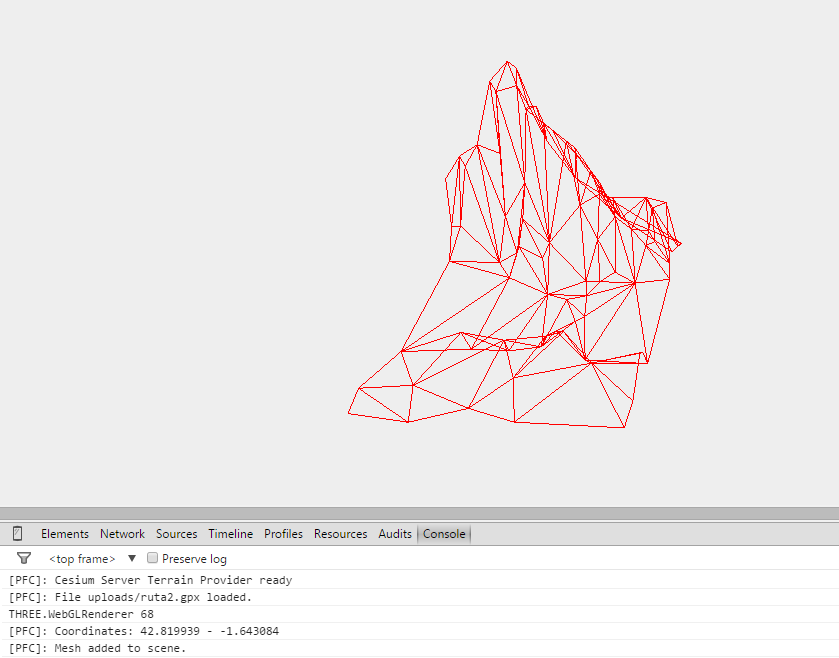 Elements Network Sources Timeline Profiles Resources Audits Console
<top frame> ▼ Preserve log
[PFC]: Cesium Server Terrain Provider ready
[PFC]: File uploads/ruta2.gpx loaded.
THREE.WebGLRenderer 68
[PFC]: Coordinates: 42.819939 - -1.643084
[PFC]: Mesh added to scene.